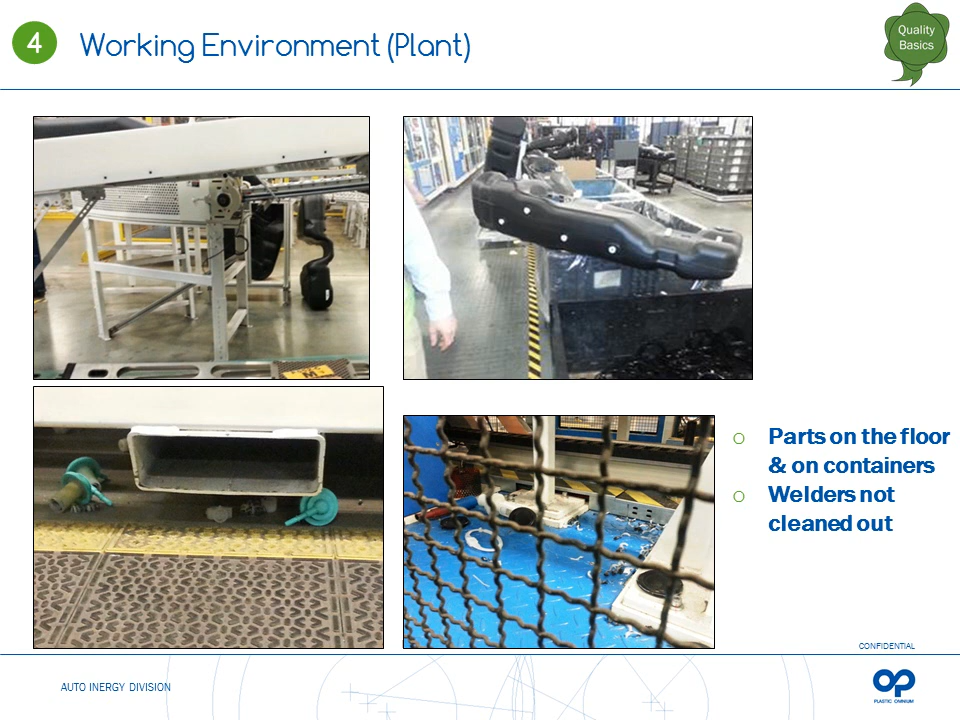 4
Working Environment (Plant)
Quality
Basics
o Parts on the floor
& on containers
o Welders not
cleaned out
CONFIDENTIAL
AUTO INERGY DIVISION
OP
PLASTIC OMNIUM